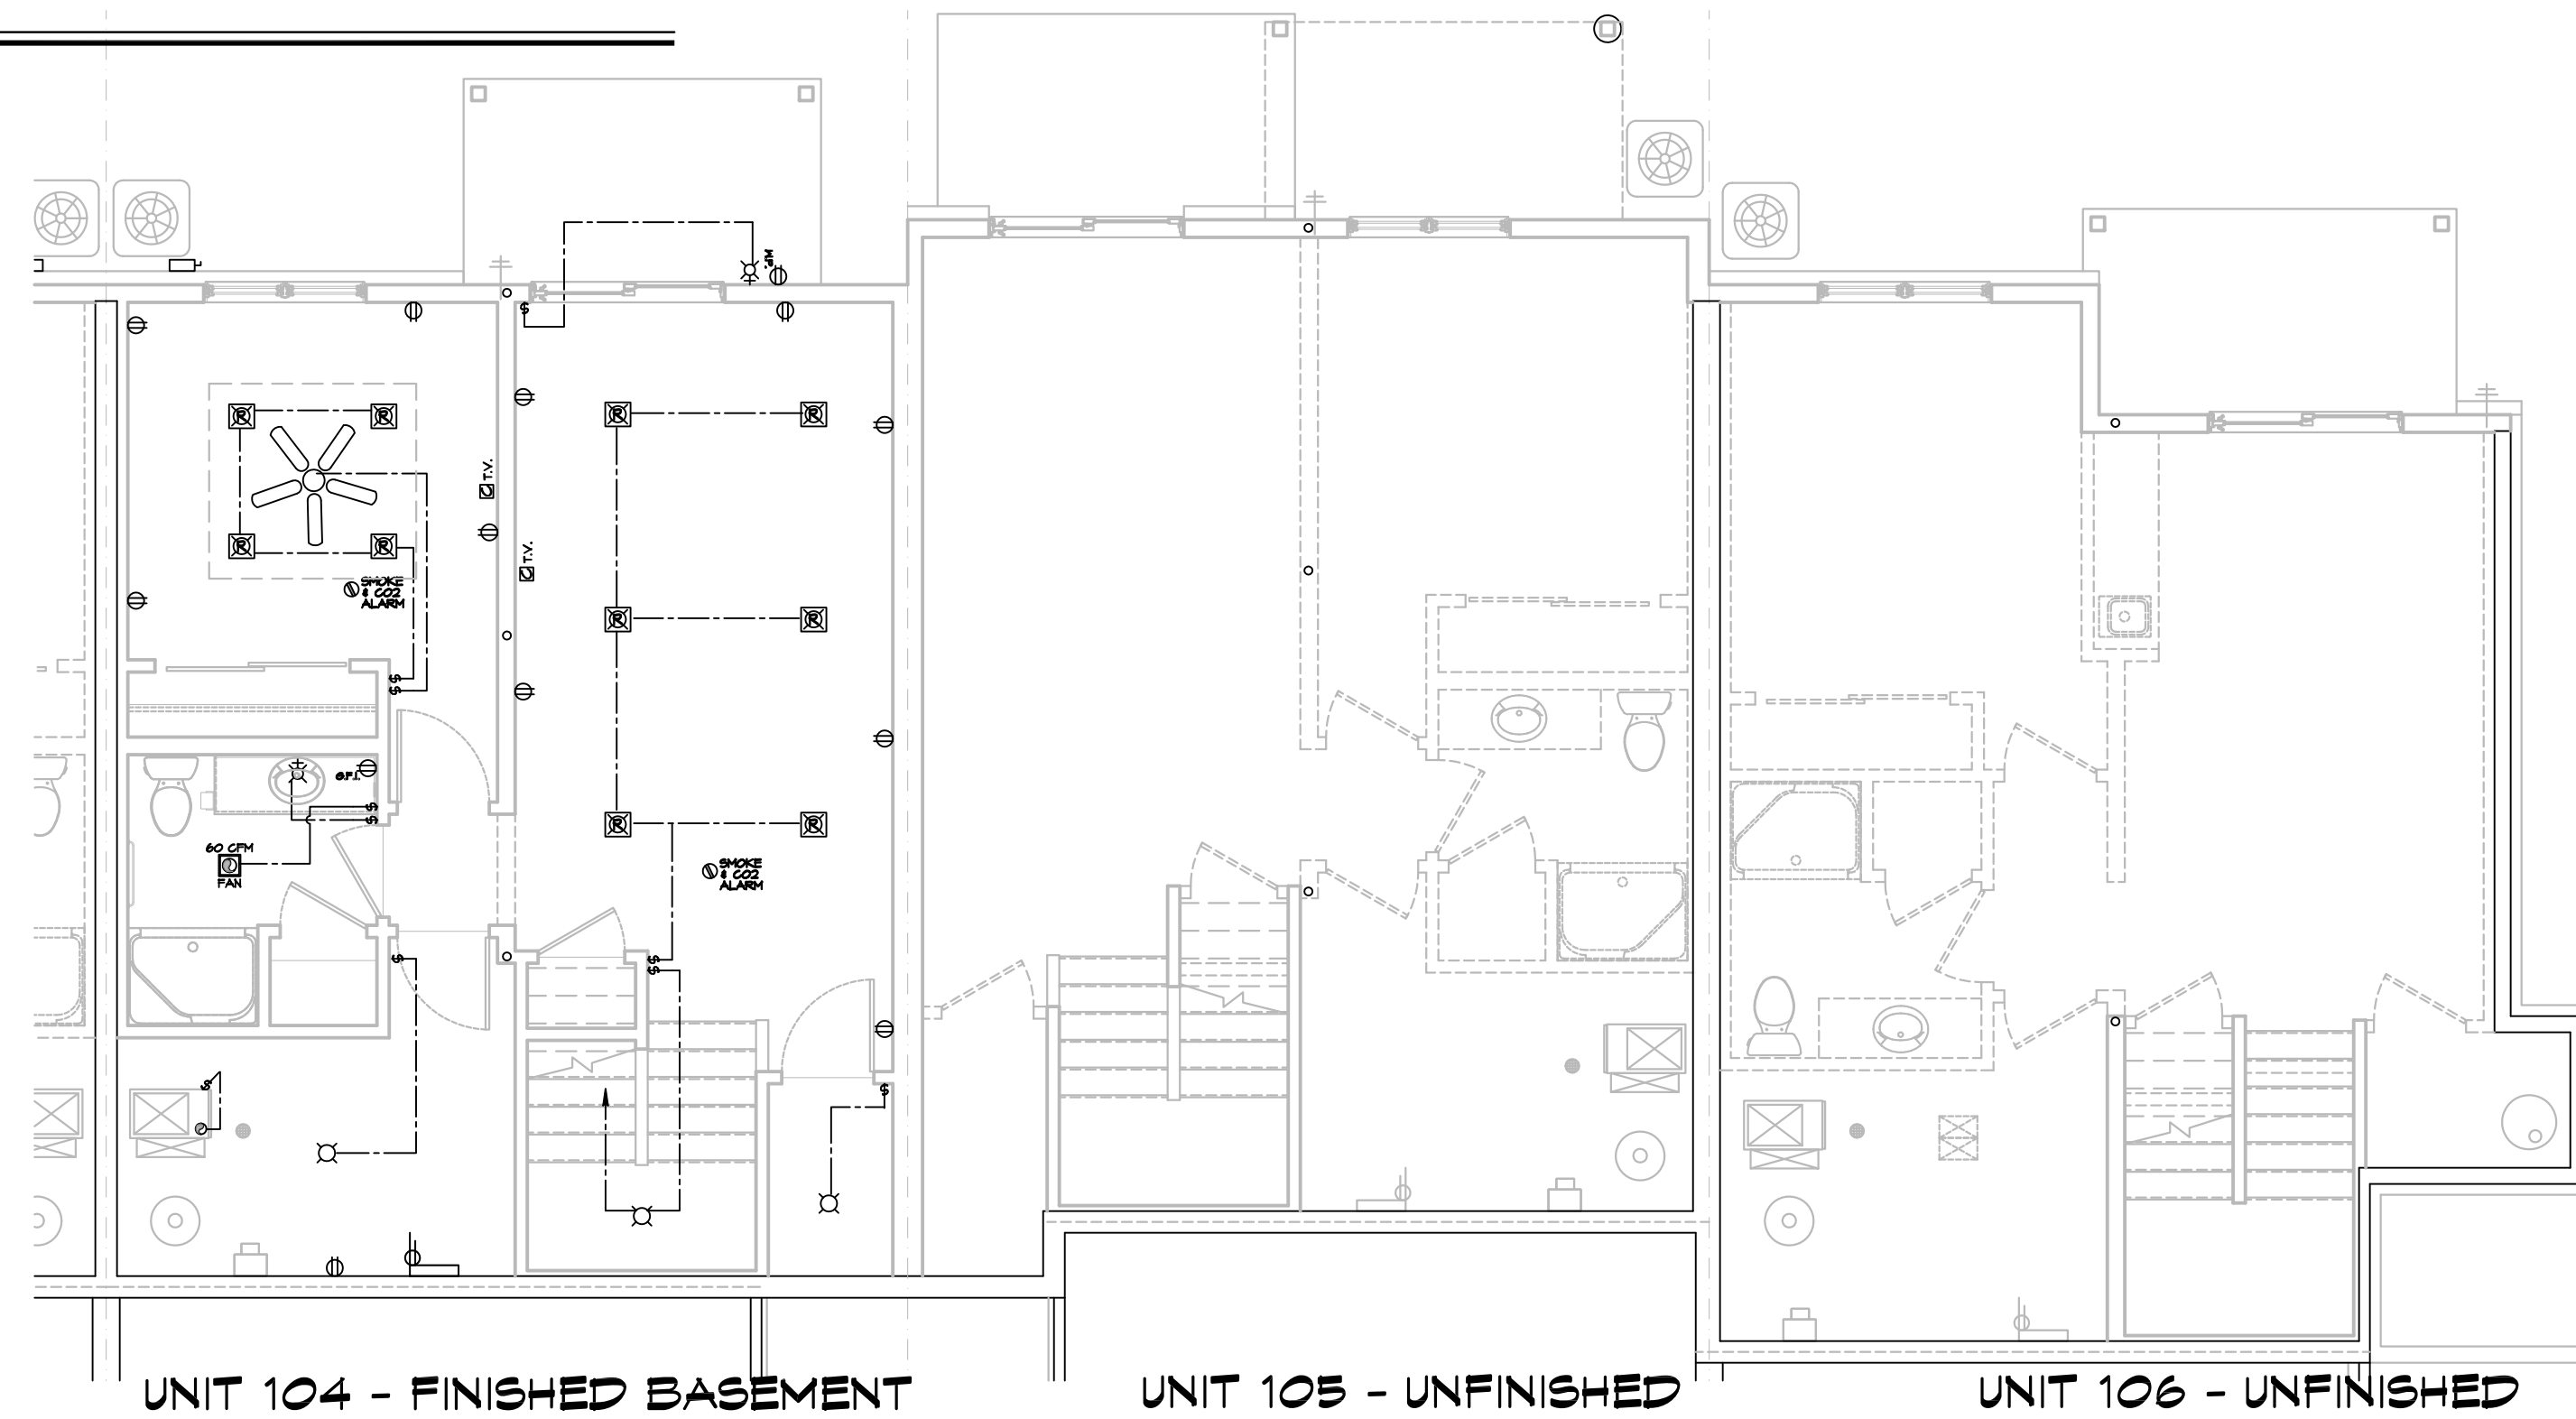 W.P.
R R
T.V.
R R
R R
T.V.
SMOKE
& CO2
ALARM
R R
$
$
$
G.F.I.
$
$
R R
60 CFM
FAN
SMOKE
& CO2
ALARM
$
$
$
$
$
UNIT 104 - FINISHED BASEMENT
UNIT 105 - UNFINISHED
UNIT 106 - UNFINISHED